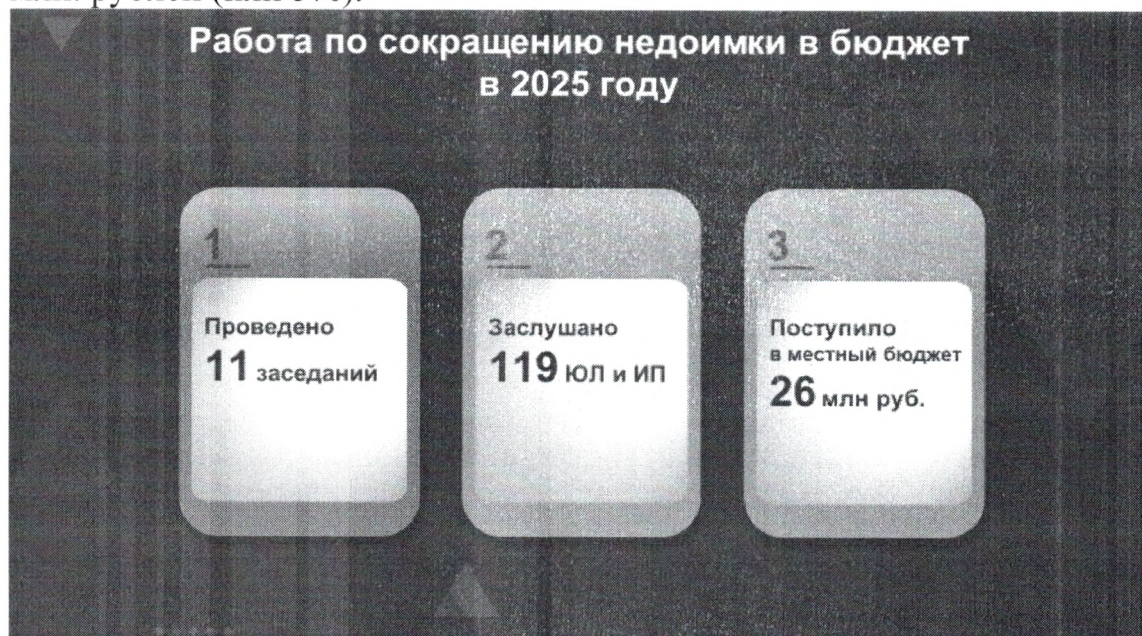 Работа по сокращению недоимки в бюджет
в 2025 году
1
Проведено
11 заседаний
2
Заслушано
119 ЮЛ и ИП
3
Поступило
в местный бюджет
26 млн руб.